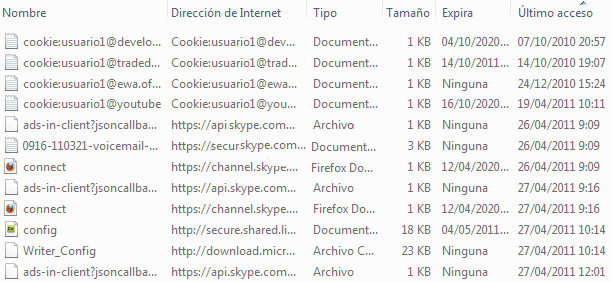 Nombre Dirección de Internet Tipo Tamaño Expira Último acceso
cookie:usuario1@develo... Cookie:usuario1@dev... Document... 1 KB 04/10/2020... 07/10/2010 20:57
cookie:usuario1@traded... Cookie:usuario1@trad... Document... 1 KB 14/10/2011... 14/10/2010 19:07
cookie:usuario1@ewa.of... Cookie:usuario1@ewa... Document... 1 KB Ninguna 24/12/2010 15:24
cookie:usuario1@youtube Cookie:usuario1@you... Document... 1 KB 16/10/2020... 19/04/2011 10:11
ads-in-client?jsoncallba... https://api.skype.com... Archivo 1 KB Ninguna 26/04/2011 9:09
0916-110321-voicemail-... https://securskype.com... Document... 3 KB Ninguna 26/04/2011 9:09
connect https://channel.skype.... Firefox Do... 1 KB 12/04/2020... 26/04/2011 9:09
ads-in-client?jsoncallba... https://api.skype.com... Archivo 1 KB Ninguna 27/04/2011 9:16
connect https://channel.skype.... Firefox Do... 1 KB 12/04/2020... 27/04/2011 9:16
config http://secure.shared.li... Document... 18 KB 04/05/2011... 27/04/2011 10:14
Writer_Config http://download.micr... Archivo C... 23 KB Ninguna 27/04/2011 10:14
ads-in-client?jsoncallba... https://api.skype.com... Archivo 1 KB Ninguna 27/04/2011 12:01